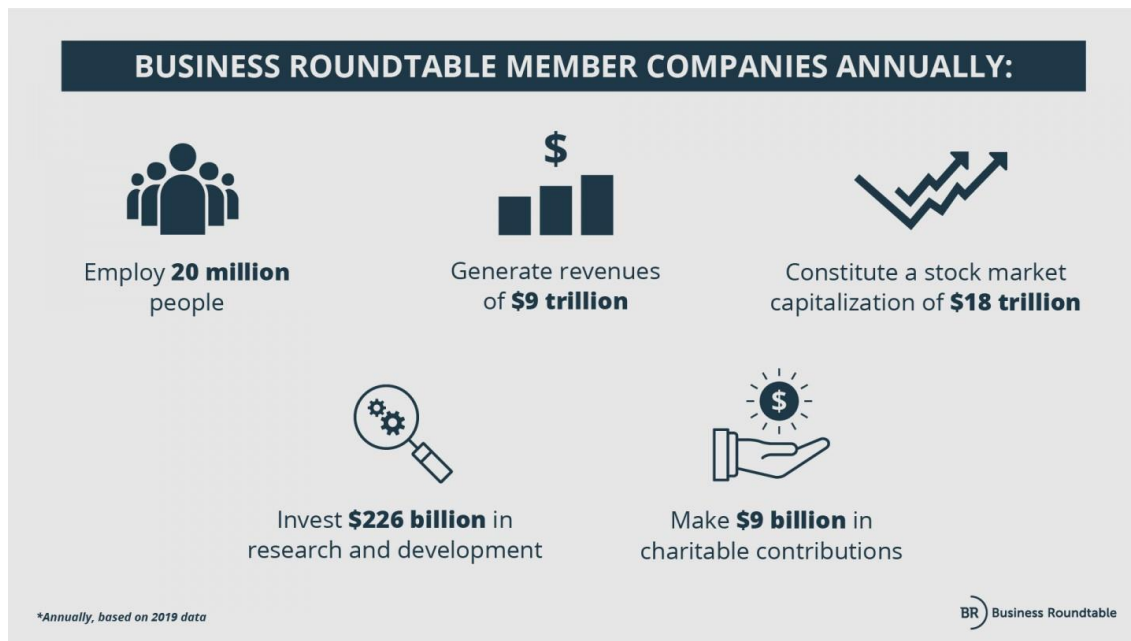 BUSINESS ROUNDTABLE MEMBER COMPANIES ANNUALLY:
$
Employ 20 million
people
Generate revenues
of $9 trillion
Constitute a stock market
capitalization of $18 trillion
$
Invest $226 billion in
research and development
Make $9 billion in
charitable contributions
*Annually, based on 2019 data
BR Business Roundtable